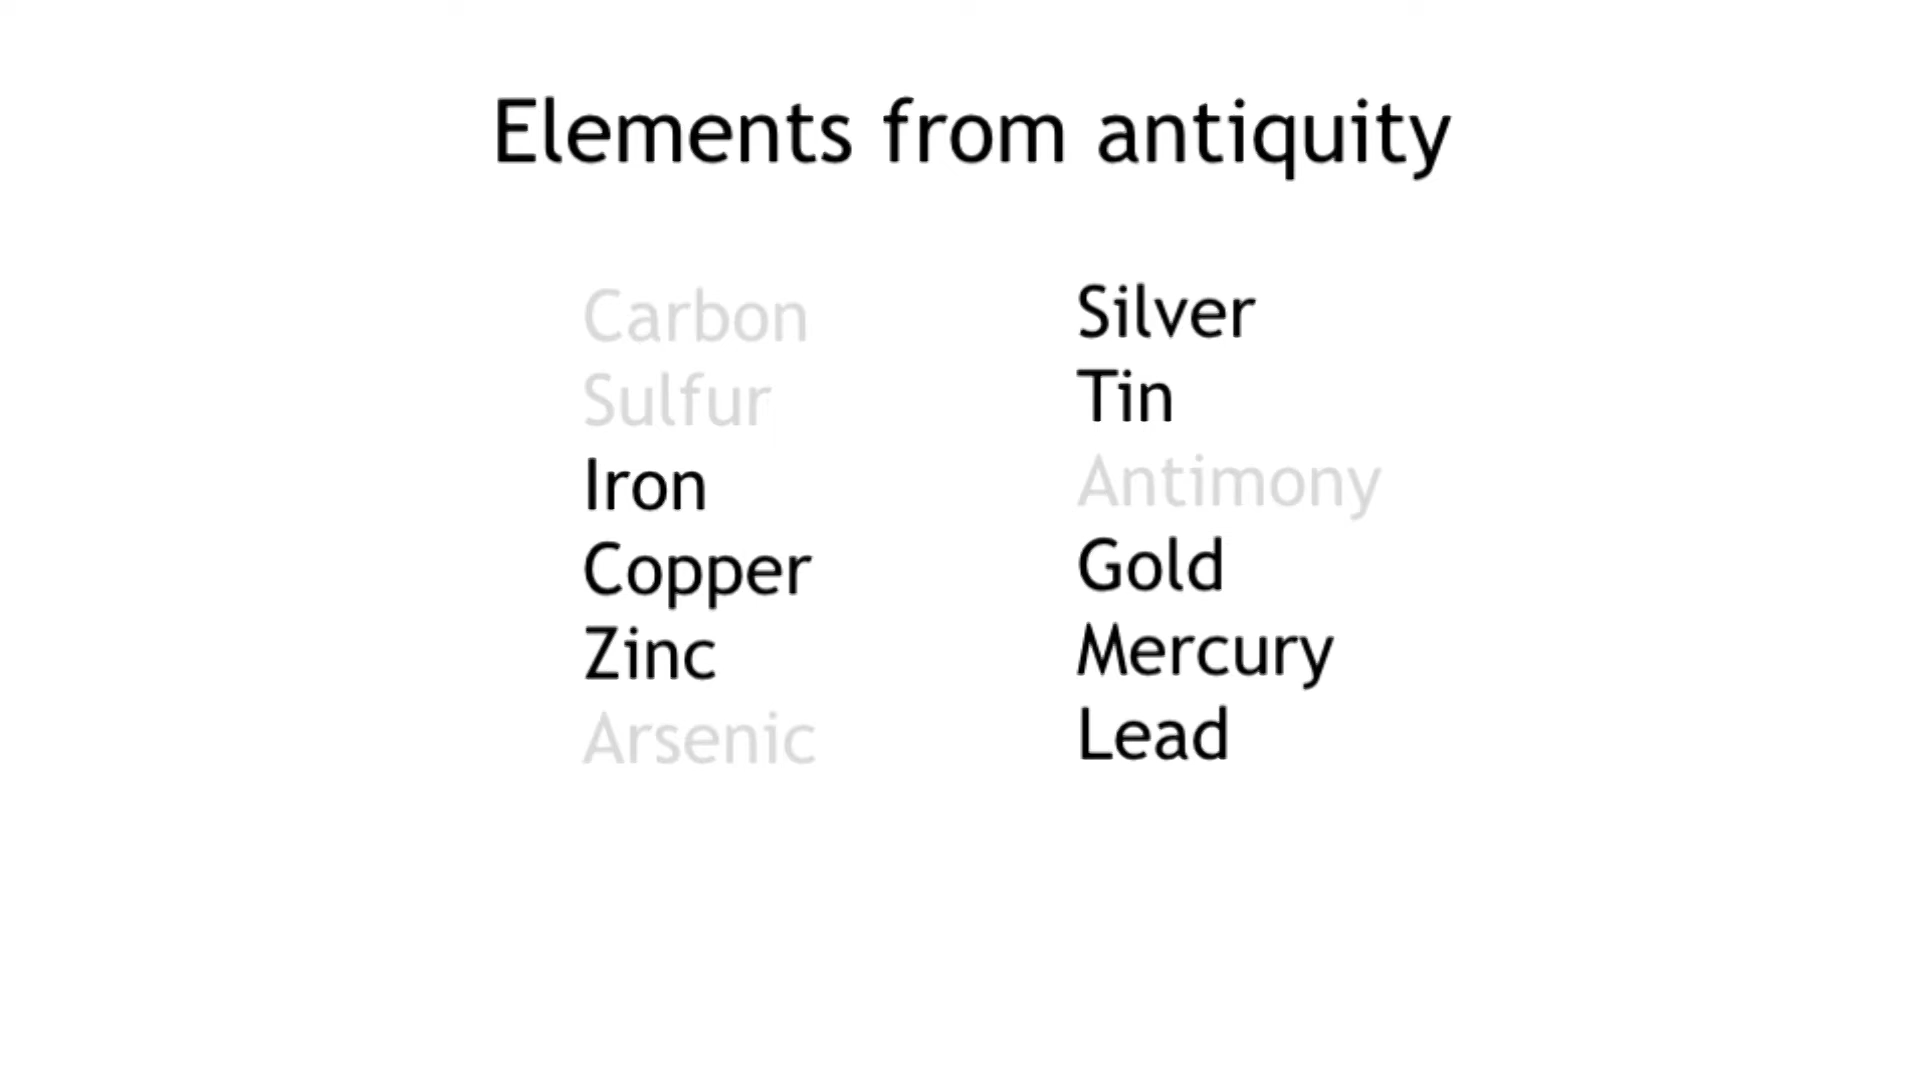 Elements from antiquity
Carbon
Sulfur
Iron
Copper
Zinc
Arsenic
Silver
Tin
Antimony
Gold
Mercury
Lead